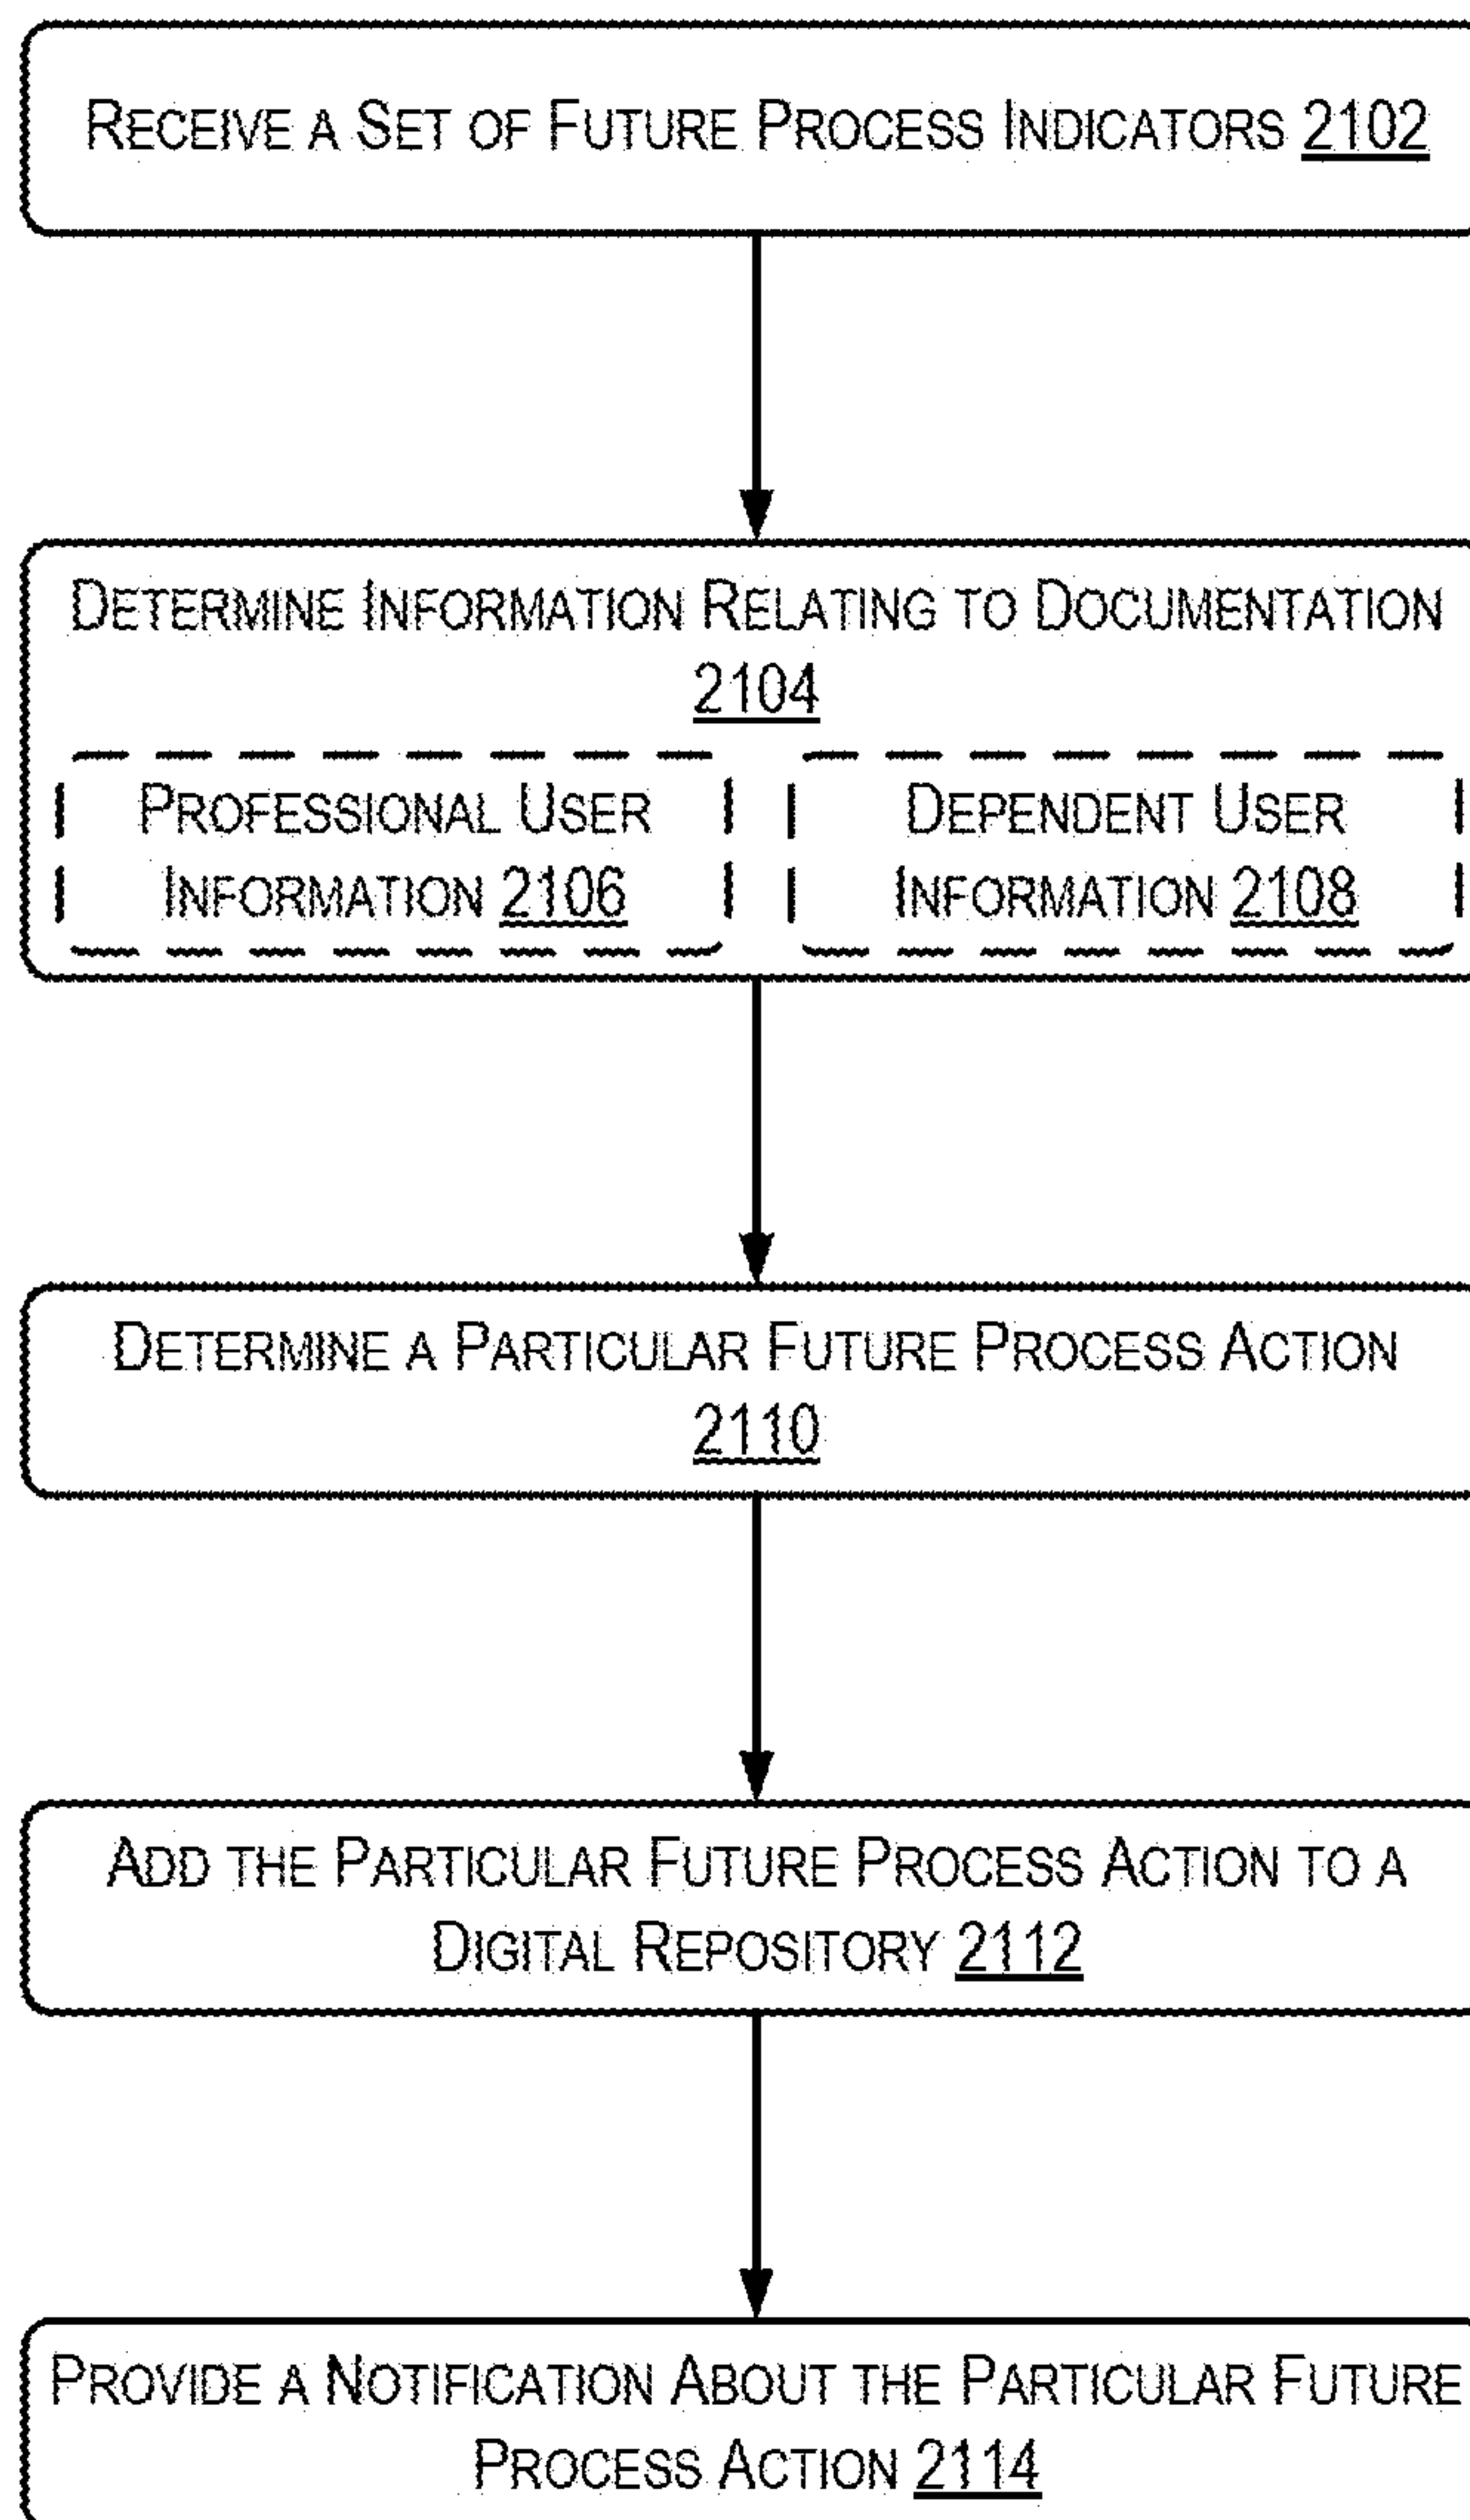 RECEIVE A SET OF FUTURE PROCESS INDICATORS 2102
DETERMINE INFORMATION RELATING TO DOCUMENTATION
2104
PROFESSIONAL USER
INFORMATION 2106
DEPENDENT USER
INFORMATION 2108
DETERMINE A PARTICULAR FUTURE PROCESS ACTION
2110
ADD THE PARTICULAR FUTURE PROCESS ACTION TO A
DIGITAL REPOSITORY 2112
PROVIDE A NOTIFICATION ABOUT THE PARTICULAR FUTURE
PROCESS ACTION 2114